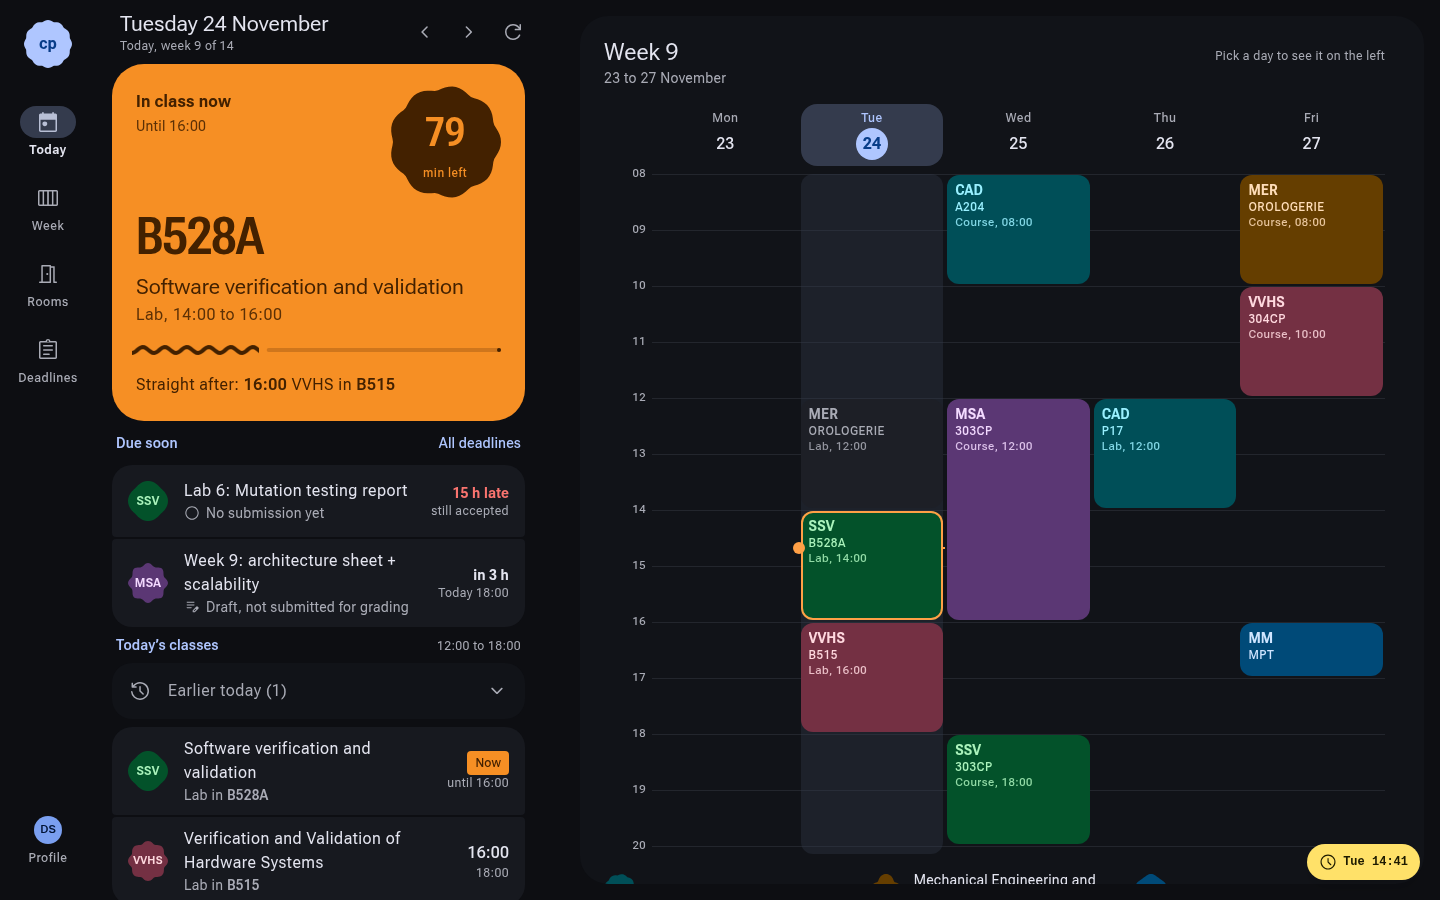 cp
Today
Week
Rooms
Deadlines
DS
Profile
Tuesday 24 November
Today, week 9 of 14
In class now
Until 16:00
79
min left
B528A
Software verification and validation
Lab, 14:00 to 16:00
Straight after: 16:00 VVHS in B515
Due soon
All deadlines
SSV
Lab 6: Mutation testing report
No submission yet
15 h late
still accepted
MSA
Week 9: architecture sheet +
scalability
Draft, not submitted for grading
in 3 h
Today 18:00
Today's classes
12:00 to 18:00
Earlier today (1)
SSV
Software verification and
validation
Lab in B528A
Now
until 16:00
VVHS
Verification and Validation of
Hardware Systems
Lab in B515
16:00
18:00
Week 9
23 to 27 November
Pick a day to see it on the left
Mon
23
Tue
24
Wed
25
Thu
26
Fri
27
08
09
10
11
12
13
14
15
16
17
18
19
20
MER
OROLOGERIE
Lab, 12:00
SSV
B528A
Lab, 14:00
VVHS
B515
Lab, 16:00
CAD
A204
Course, 08:00
MSA
303CP
Course, 12:00
SSV
303CP
Course, 18:00
CAD
P17
Lab, 12:00
MER
OROLOGERIE
Course, 08:00
VVHS
304CP
Course, 10:00
MM
MPT
Mechanical Engineering and
Tue 14:41